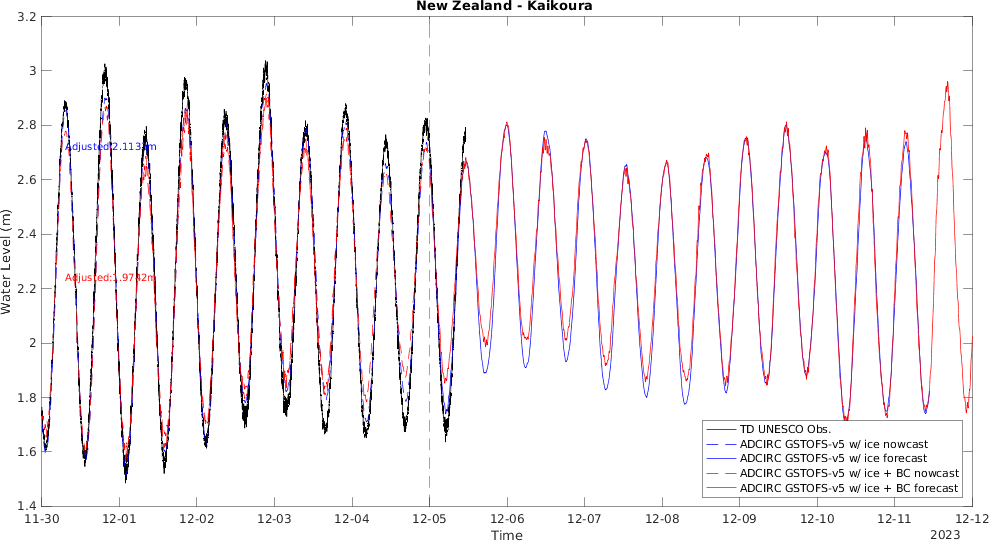 New Zealand - Kaikoura
3.2
3
2.8
2.6
2.4
2.2
2
1.8
1.6
1.4
Water Level (m)
Adjusted:2.1131m
Adjusted:1.9742m
TD UNESCO Obs.
ADCIRC GSTOFS-v5 w/ ice nowcast
ADCIRC GSTOFS-v5 w/ ice forecast
ADCIRC GSTOFS-v5 w/ ice + BC nowcast
ADCIRC GSTOFS-v5 w/ ice + BC forecast
11-30 12-01 12-02 12-03 12-04 12-05 12-06 12-07 12-08 12-09 12-10 12-11 12-12
Time
2023